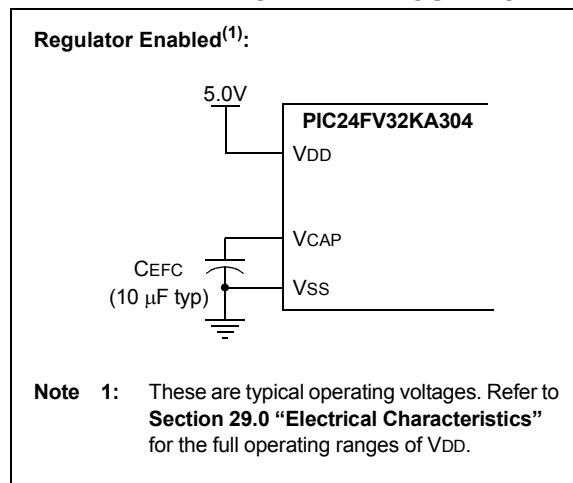 Regulator Enabled(1):
5.0V
PIC24FV32KA304
VDD
VCAP
CEFC
(10 μF typ)
VSS
Note 1: These are typical operating voltages. Refer to
Section 29.0 “Electrical Characteristics”
for the full operating ranges of VDD.